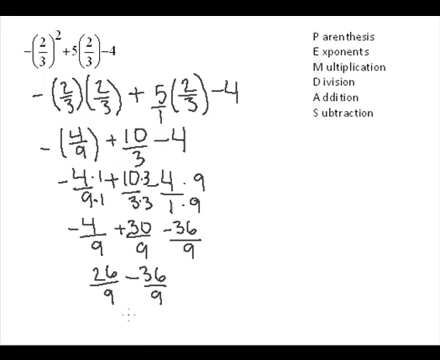 -(2/3)^2 + 5(2/3) - 4
-(2/3)(2/3) + 5/1(2/3) - 4
-(4/9) + 10/3 - 4
-4·1/9·1 + 10·3/3·3 - 4·9/1·9
-4/9 + 30/9 - 36/9
26/9 - 36/9
P arenthesis
E xponents
M ultiplication
D ivision
A ddition
S ubtraction